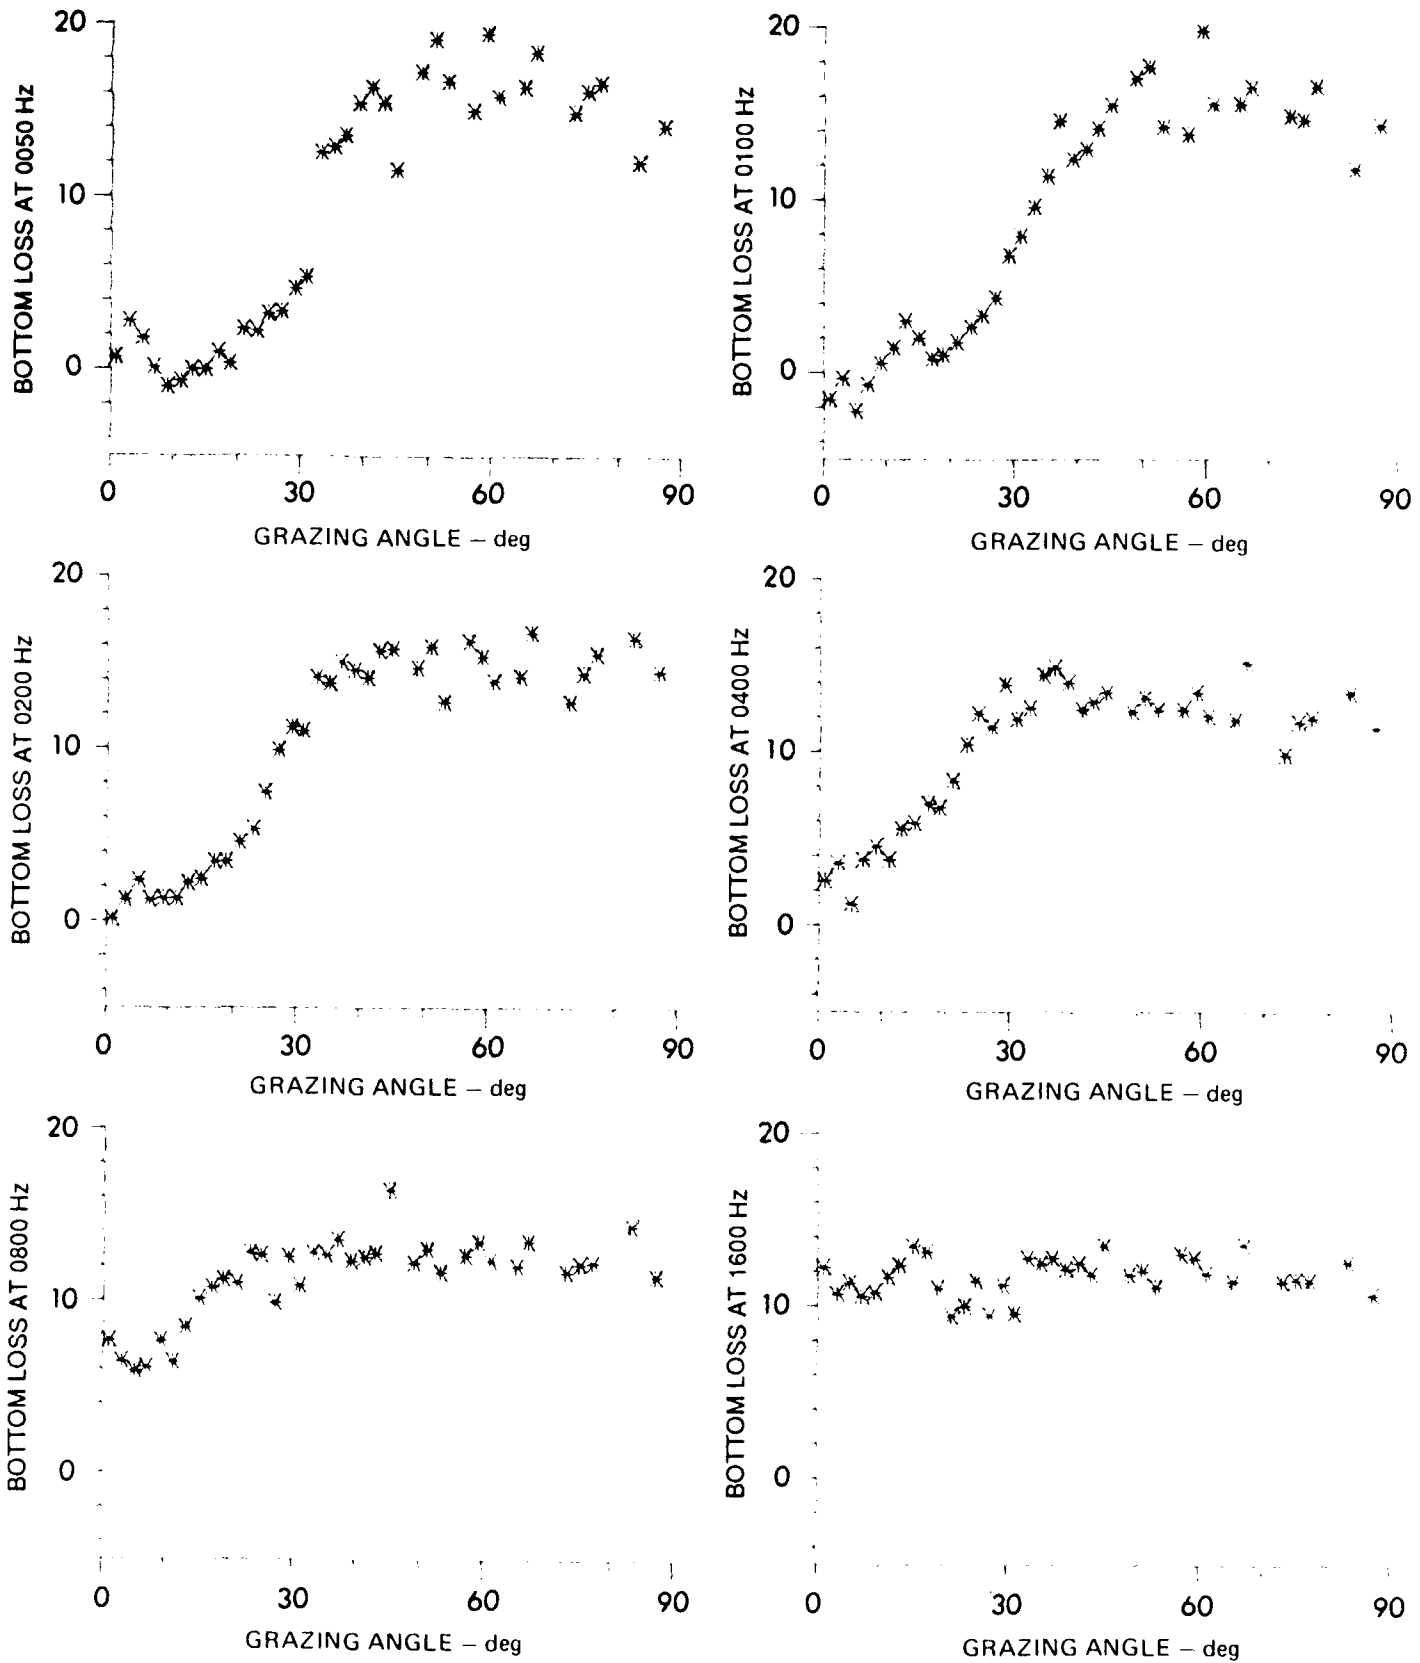 20
10
0
BOTTOM LOSS AT 0050 Hz
0 30 60 90
GRAZING ANGLE – deg
20
10
0
BOTTOM LOSS AT 0100 Hz
0 30 60 90
GRAZING ANGLE – deg
20
10
0
BOTTOM LOSS AT 0200 Hz
0 30 60 90
GRAZING ANGLE – deg
20
10
0
BOTTOM LOSS AT 0400 Hz
0 30 60 90
GRAZING ANGLE – deg
20
10
0
BOTTOM LOSS AT 0800 Hz
0 30 60 90
GRAZING ANGLE – deg
20
10
0
BOTTOM LOSS AT 1600 Hz
0 30 60 90
GRAZING ANGLE – deg